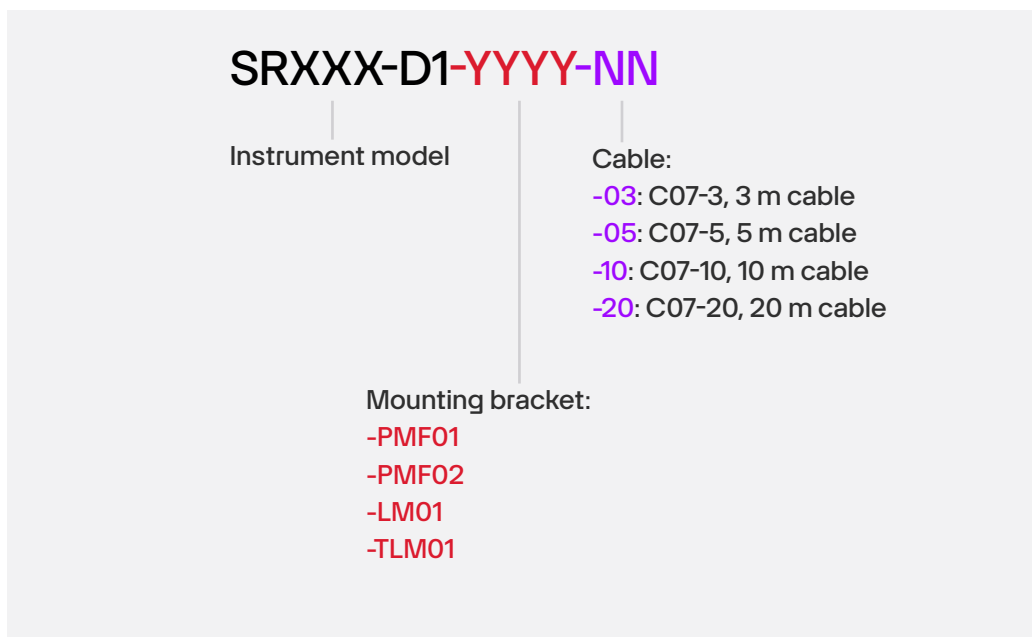 SRXXX-D1-YYYY-NN
Instrument model
Cable:
-03: C07-3, 3 m cable
-05: C07-5, 5 m cable
-10: C07-10, 10 m cable
-20: C07-20, 20 m cable
Mounting bracket:
-PMF01
-PMF02
-LM01
-TLM01